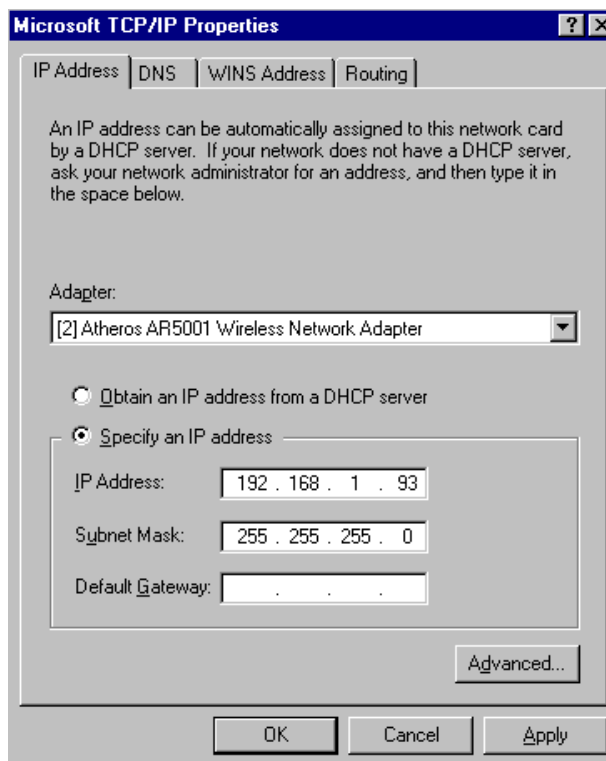 Microsoft TCP/IP Properties ? X
IP Address DNS WINS Address Routing
An IP address can be automatically assigned to this network card
by a DHCP server. If your network does not have a DHCP server,
ask your network administrator for an address, and then type it in
the space below.
Adapter:
[2] Atheros AR5001 Wireless Network Adapter
Obtain an IP address from a DHCP server
Specify an IP address
IP Address: 192 . 168 . 1 . 93
Subnet Mask: 255 . 255 . 255 . 0
Default Gateway: . . .
Advanced...
OK Cancel Apply